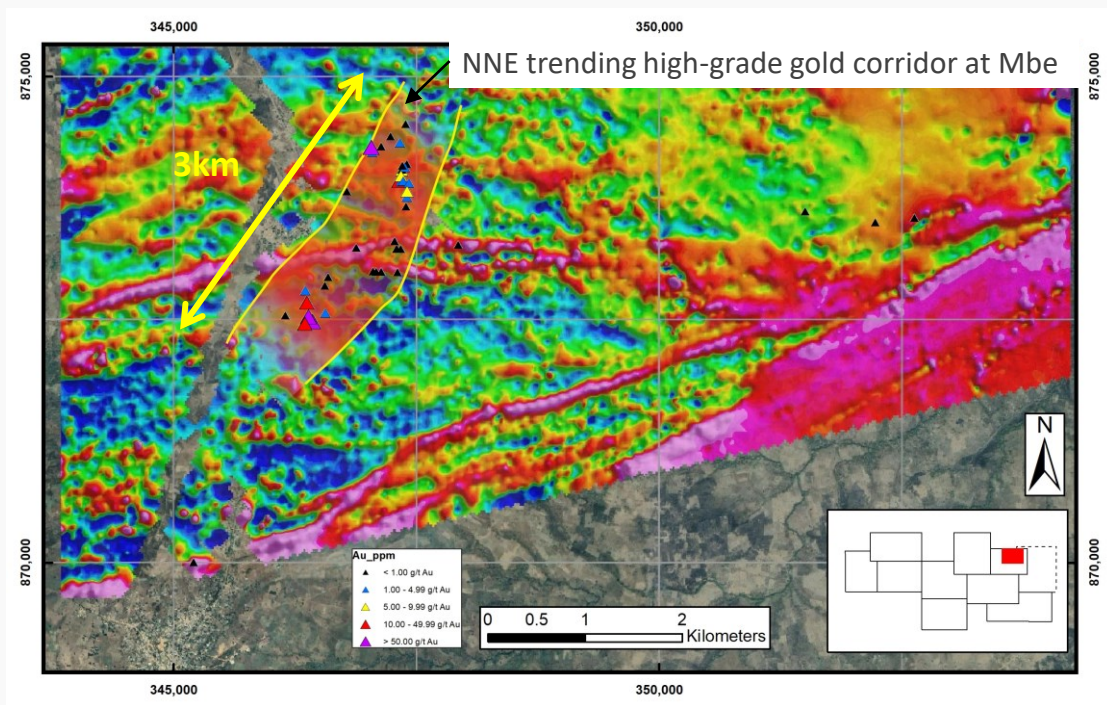 345,000
350,000
875,000
NNE trending high-grade gold corridor at Mbe
875,000
3km
N
Au_ppm
< 1.00 g/t Au
1.00 - 4.99 g/t Au
5.00 - 9.99 g/t Au
10.00 - 49.99 g/t Au
> 50.00 g/t Au
0 0.5 1 2
Kilometers
870,000
870,000
345,000
350,000